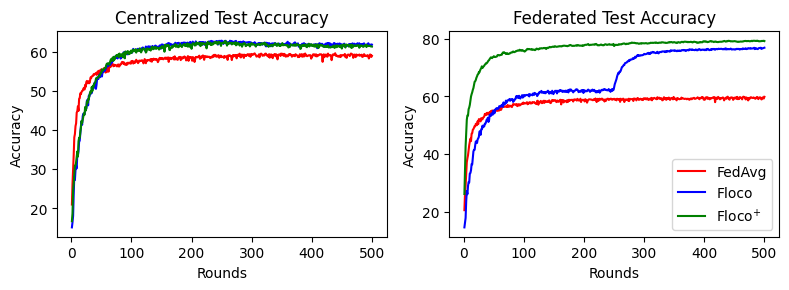 Centralized Test Accuracy
Accuracy
60
50
40
30
20
0
100
200
300
400
500
Rounds
Federated Test Accuracy
Accuracy
80
60
40
20
0
100
200
300
400
500
Rounds
FedAvg
Floco
Floco⁺